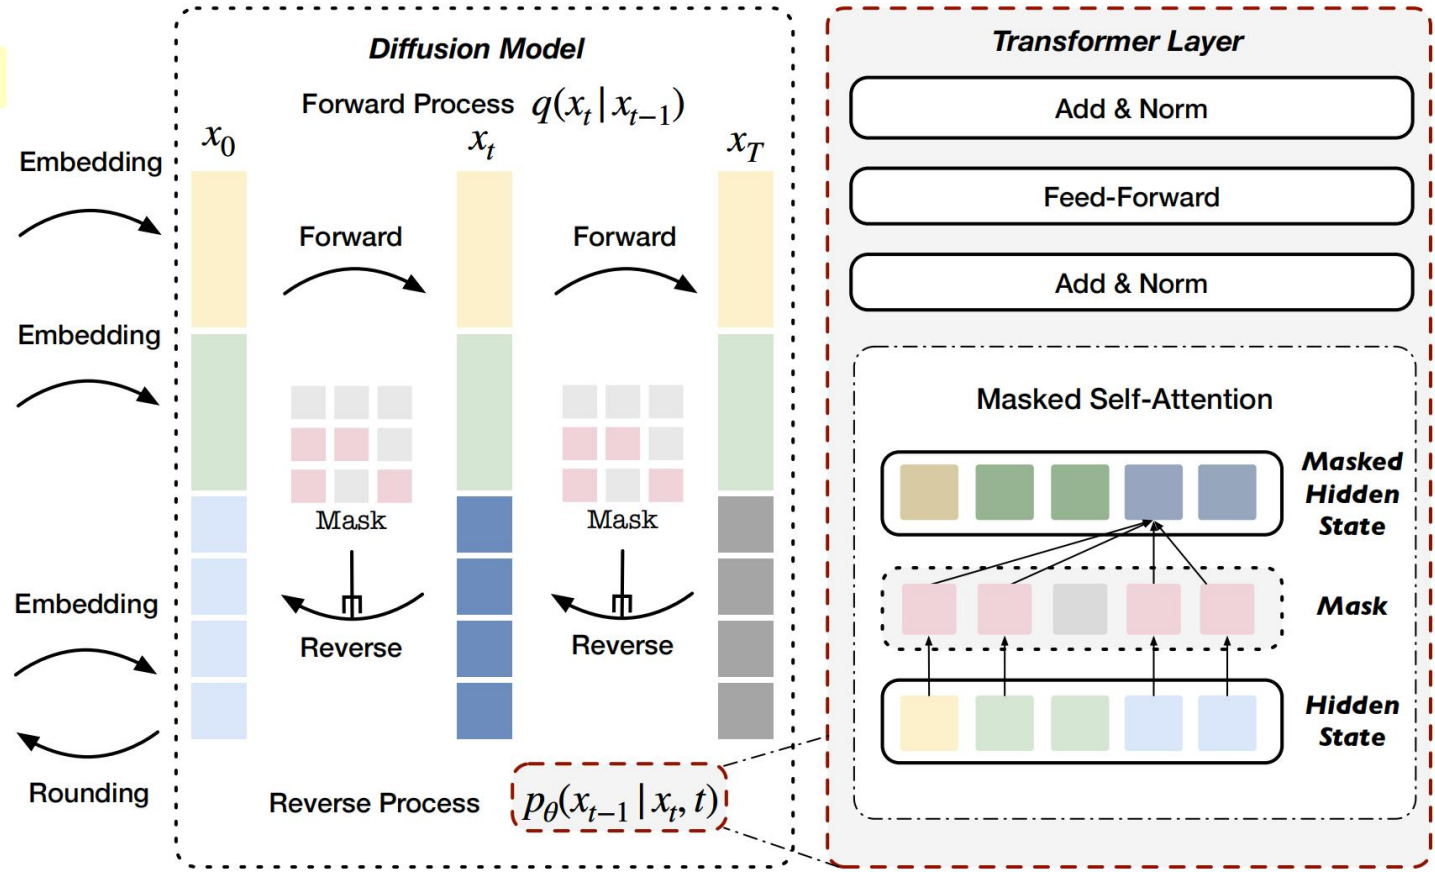 Diffusion Model
Forward Process q(x_t | x_{t−1})
x_0
x_t
x_T
Embedding
Forward
Forward
Embedding
Mask
Mask
Embedding
Reverse
Reverse
Rounding
Reverse Process p_θ(x_{t−1} | x_t, t)
Transformer Layer
Add & Norm
Feed-Forward
Add & Norm
Masked Self-Attention
Masked
Hidden
State
Mask
Hidden
State